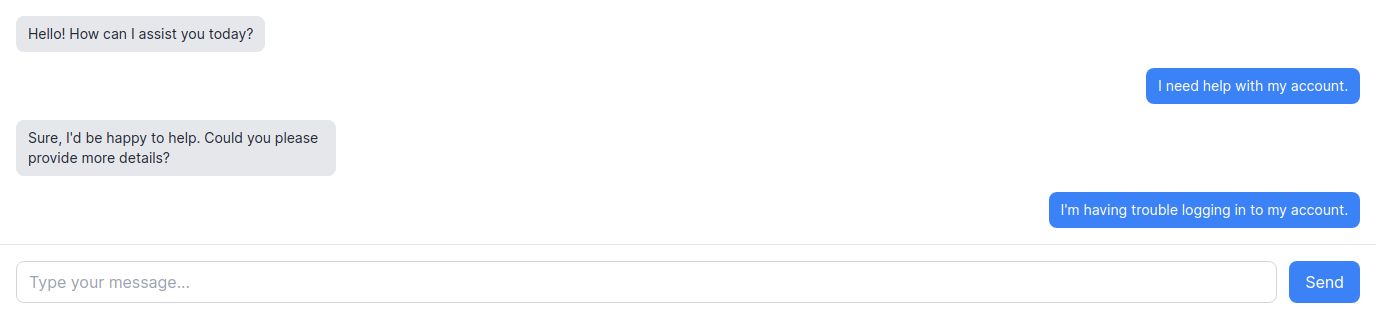 Hello! How can I assist you today?
I need help with my account.
Sure, I'd be happy to help. Could you please
provide more details?
I'm having trouble logging in to my account.
Type your message...
Send